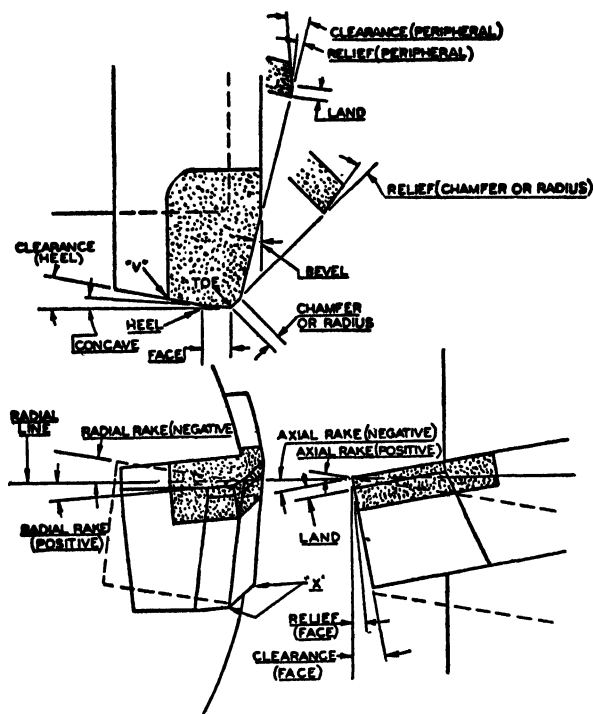 CLEARANCE (PERIPHERAL)
RELIEF (PERIPHERAL)
LAND
RELIEF (CHAMFER OR RADIUS)
CLEARANCE
(HEEL)
"V"
TOE
BEVEL
HEEL
CONCAVE
CHAMFER
OR RADIUS
FACE
RADIAL
LINE
RADIAL RAKE (NEGATIVE
AXIAL RAKE (NEGATIVE)
AXIAL RAKE (POSITIVE)
RADIAL RAKE
(POSITIVE)
LAND
"X"
RELIEF
(FACE)
CLEARANCE
(FACE)